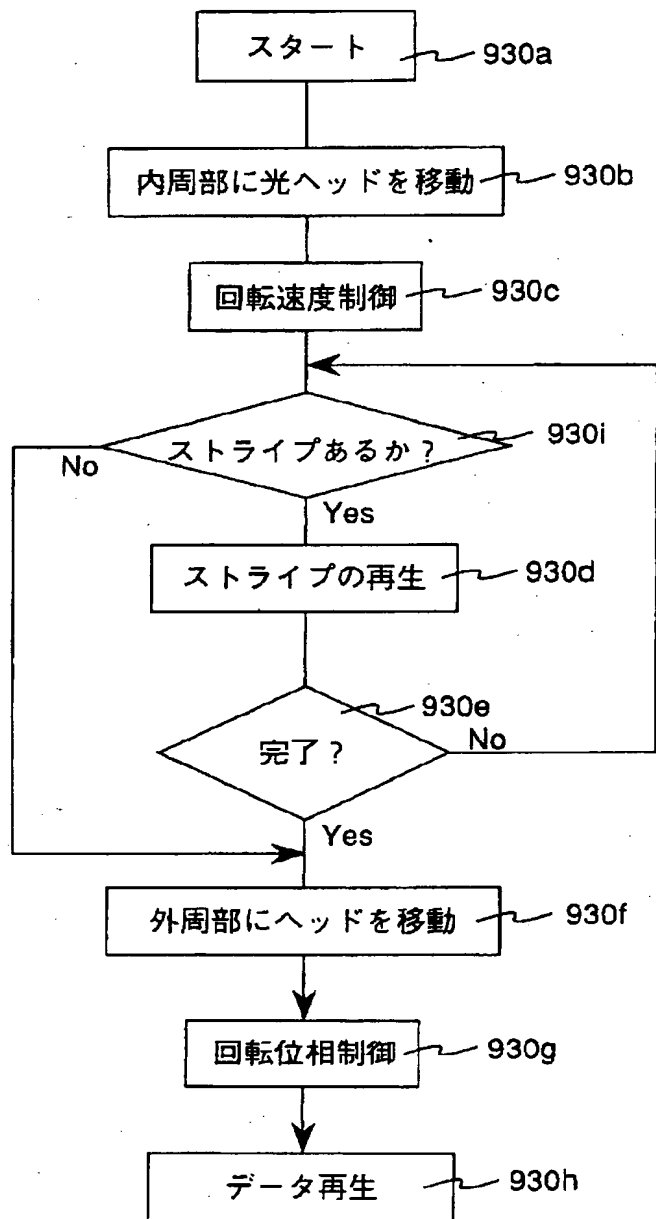 スタート
930a
内周部に光ヘッドを移動
930b
回転速度制御
930c
ストライプあるか？
930i
No
Yes
ストライプの再生
930d
930e
完了？
No
Yes
外周部にヘッドを移動
930f
回転位相制御
930g
データ再生
930h